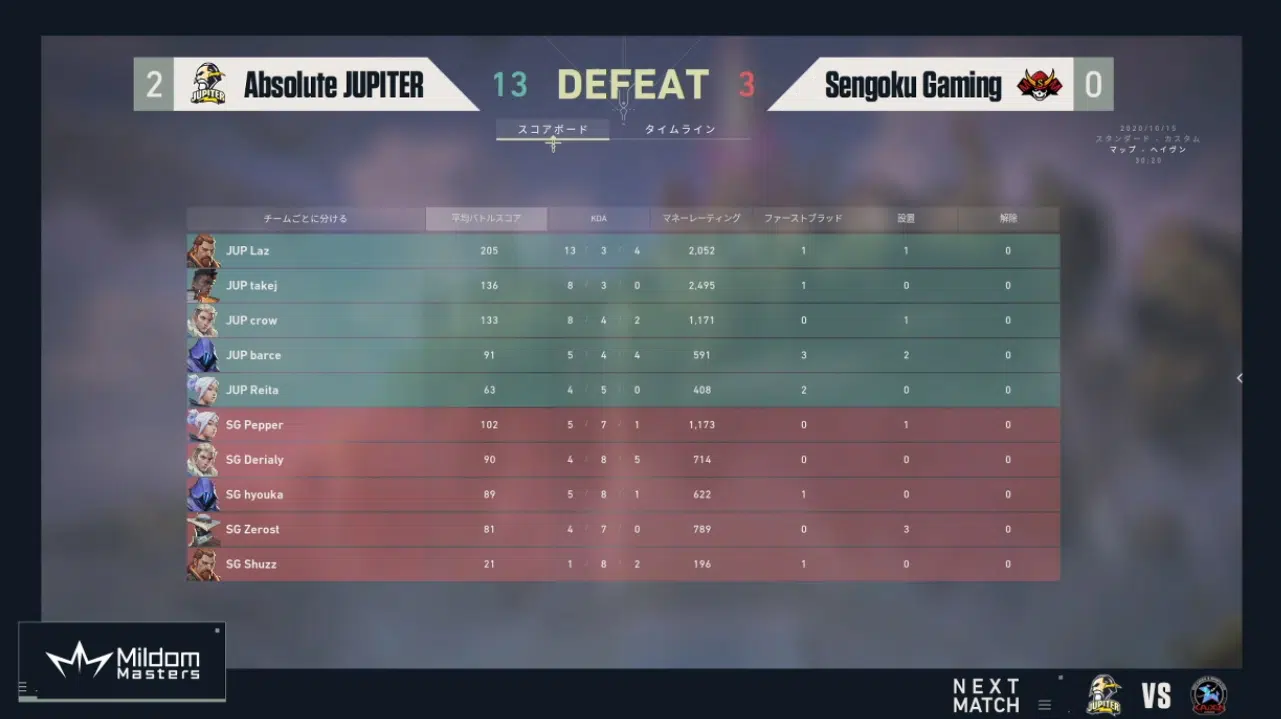 2 JUPITER Absolute JUPITER 13 DEFEAT 3 Sengoku Gaming 0
スコアボード タイムライン
2020/10/15
スタンダード - カスタム
マップ - ヘイヴン
チームごとに分ける 平均バトルスコア KDA マネーレーティング ファーストブラッド 設置 解除
JUP Laz 205 13 / 3 / 4 2,052 1 1 0
JUP takej 136 8 / 3 / 0 2,495 1 0 0
JUP crow 133 8 / 4 / 2 1,171 0 1 0
JUP barce 91 5 / 4 / 4 591 3 2 0
JUP Reita 63 4 / 5 / 0 408 2 0 0
SG Pepper 102 5 / 7 / 1 1,173 0 1 0
SG Derialy 90 4 / 8 / 5 714 0 0 0
SG hyouka 89 5 / 8 / 1 622 1 0 0
SG Zerost 81 4 / 7 / 0 789 0 3 0
SG Shuzz 21 1 / 8 / 2 196 1 0 0
Mildom
Masters
NEXT
MATCH
JUPITER VS